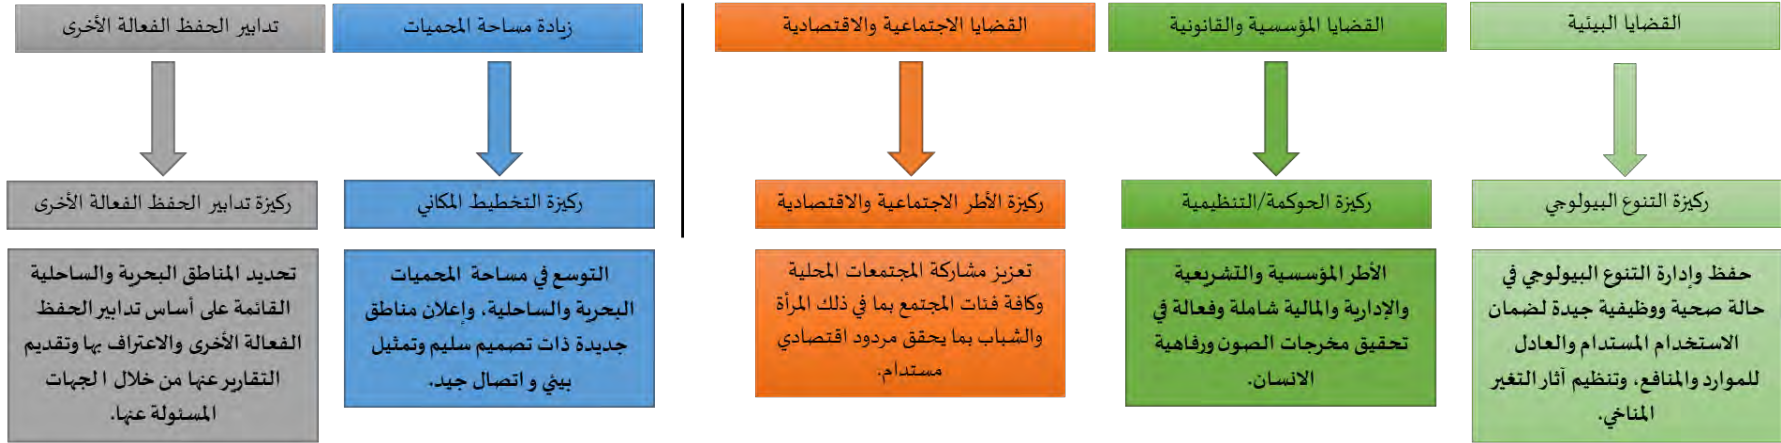 القضايا البيئية
القضايا المؤسسية والقانونية
القضايا الاجتماعية والاقتصادية
زيادة مساحة المحميات
تدابير الحفظ الفعالة الأخرى
ركيزة التنوع البيولوجي
ركيزة الحوكمة/التنظيمية
ركيزة الأطر الاجتماعية والاقتصادية
ركيزة التخطيط المكاني
ركيزة تدابير الحفظ الفعالة الأخرى
حفظ وإدارة التنوع البيولوجي في
حالة صحية ووظيفية جيدة لضمان
الاستخدام المستدام والعادل
للموارد والمنافع، وتنظيم آثار التغير
المناخي.
الأطر المؤسسية والتشريعية
والإدارية والمالية شاملة وفعالة في
تحقيق مخرجات الصون ورفاهية
الانسان.
تعزيز مشاركة المجتمعات المحلية
وكافة فئات المجتمع بما في ذلك المرأة
والشباب بما يحقق مردود اقتصادي
مستدام.
التوسع في مساحة المحميات
البحرية والساحلية، وإعلان مناطق
جديدة ذات تصميم سليم وتمثيل
بيئي و اتصال جيد.
تحديد المناطق البحرية والساحلية
القائمة على أساس تدابير الحفظ
الفعالة الأخرى والاعتراف بها وتقديم
التقارير عنها من خلال ا لجهات
المسئولة عنها.